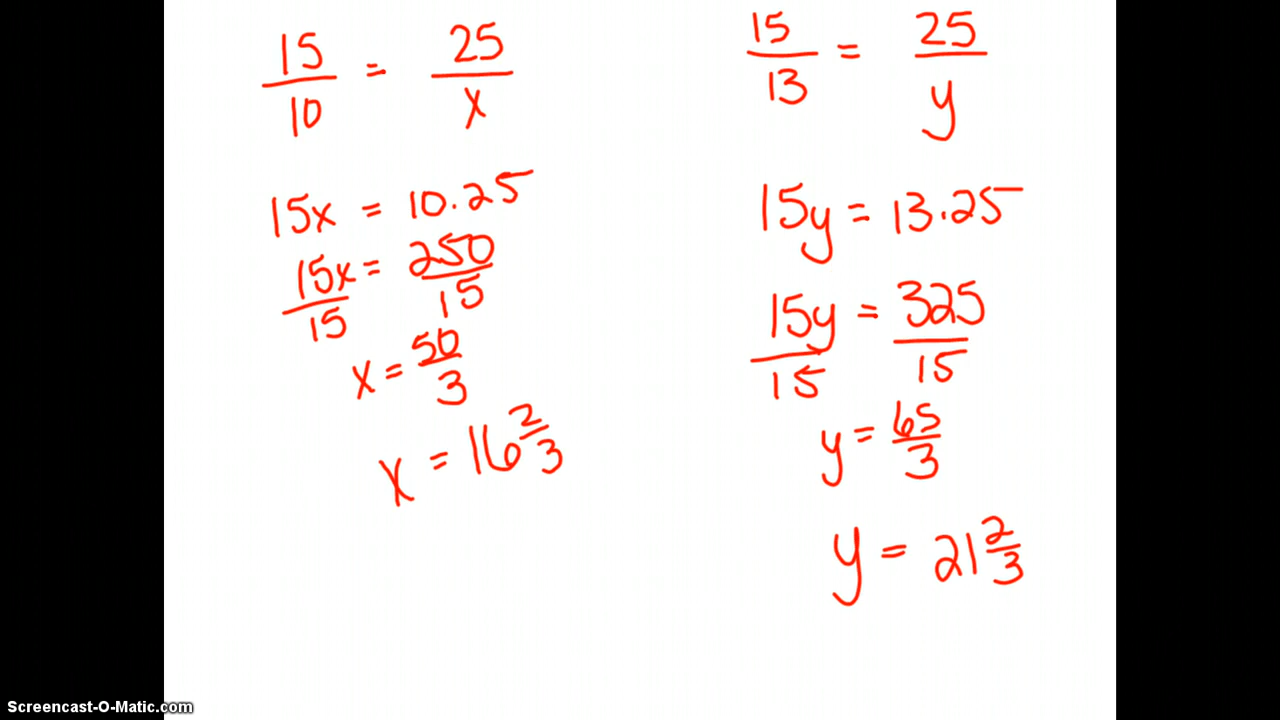 15/10 = 25/x
15x = 10.25
15x/15 = 250/15
x = 50/3
x = 16 2/3
15/13 = 25/y
15y = 13.25
15y/15 = 325/15
y = 65/3
y = 21 2/3
Screencast-O-Matic.com